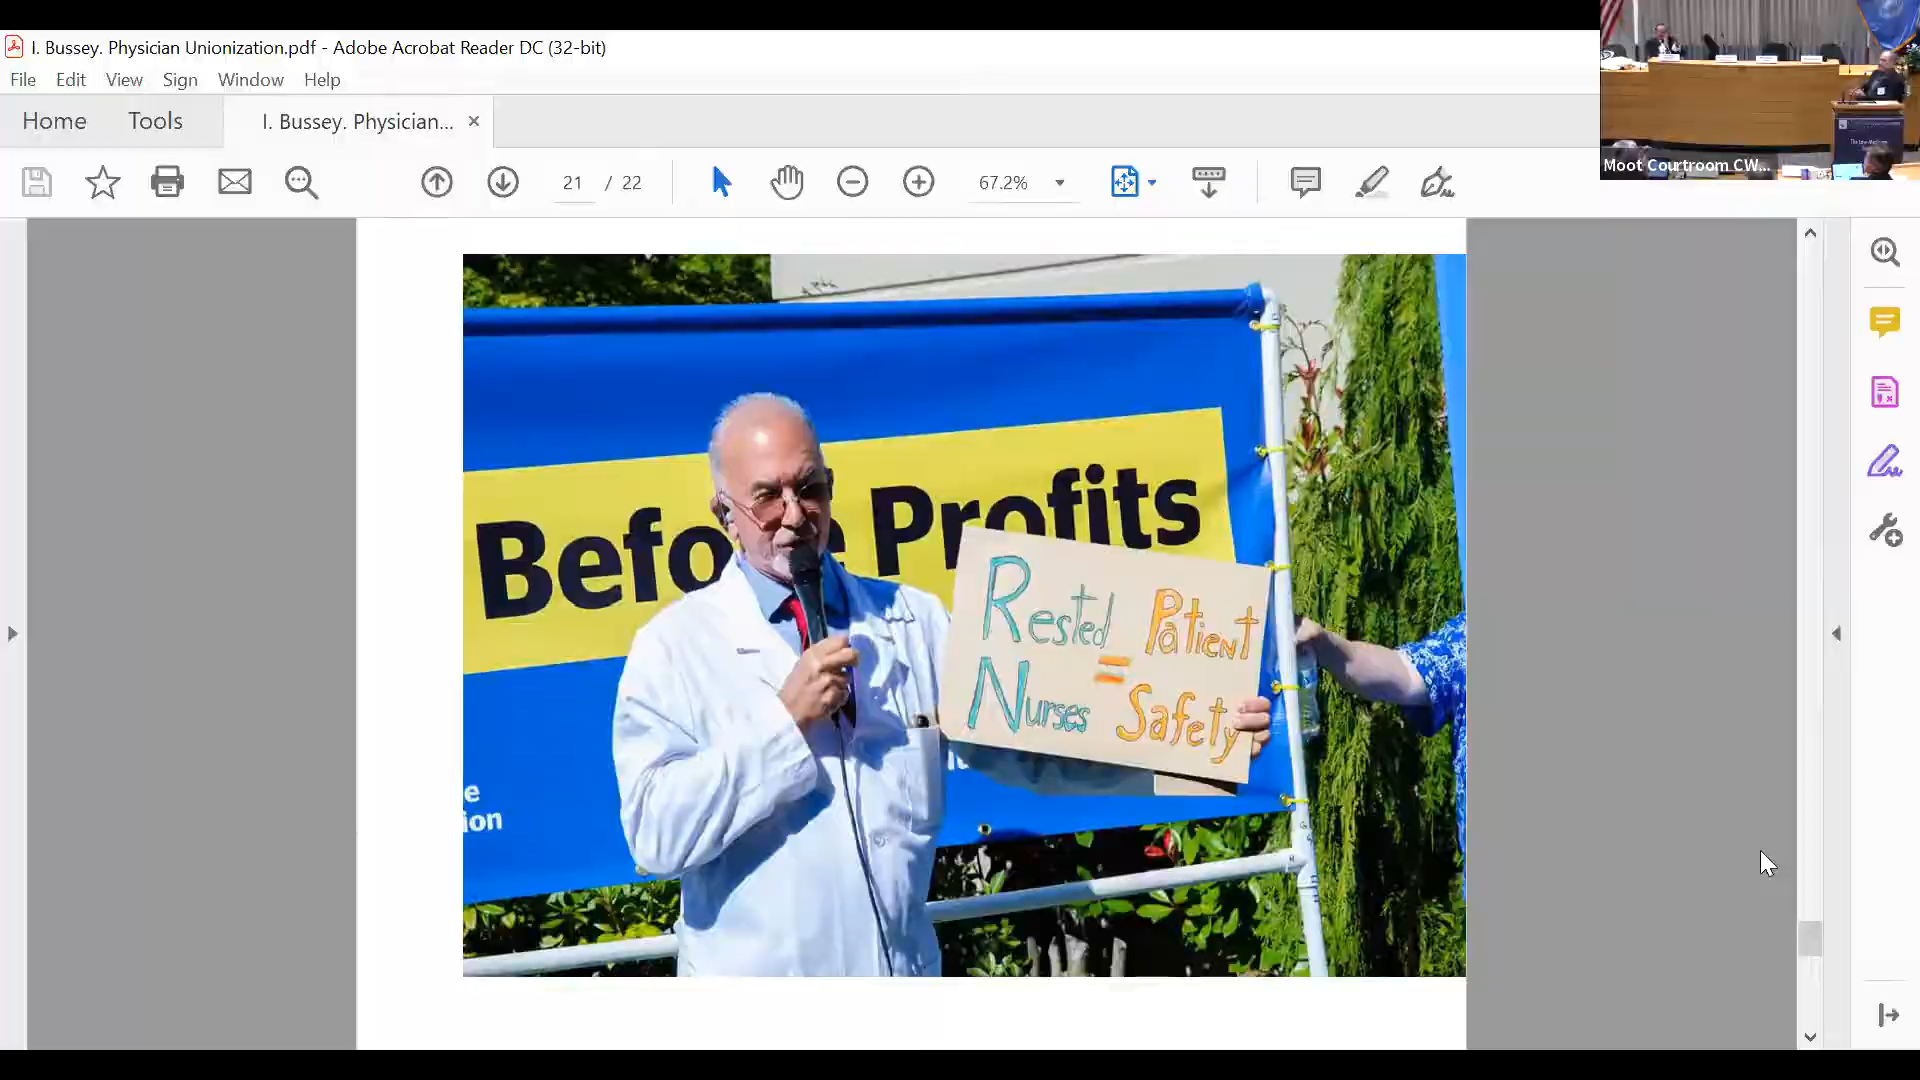 I. Bussey. Physician Unionization.pdf - Adobe Acrobat Reader DC (32-bit)
File Edit View Sign Window Help
Home Tools I. Bussey. Physician... ×
21 / 22 67.2%
Moot Courtroom CW...
Before Profits
Rested Patient
=
Nurses Safety
e
ion